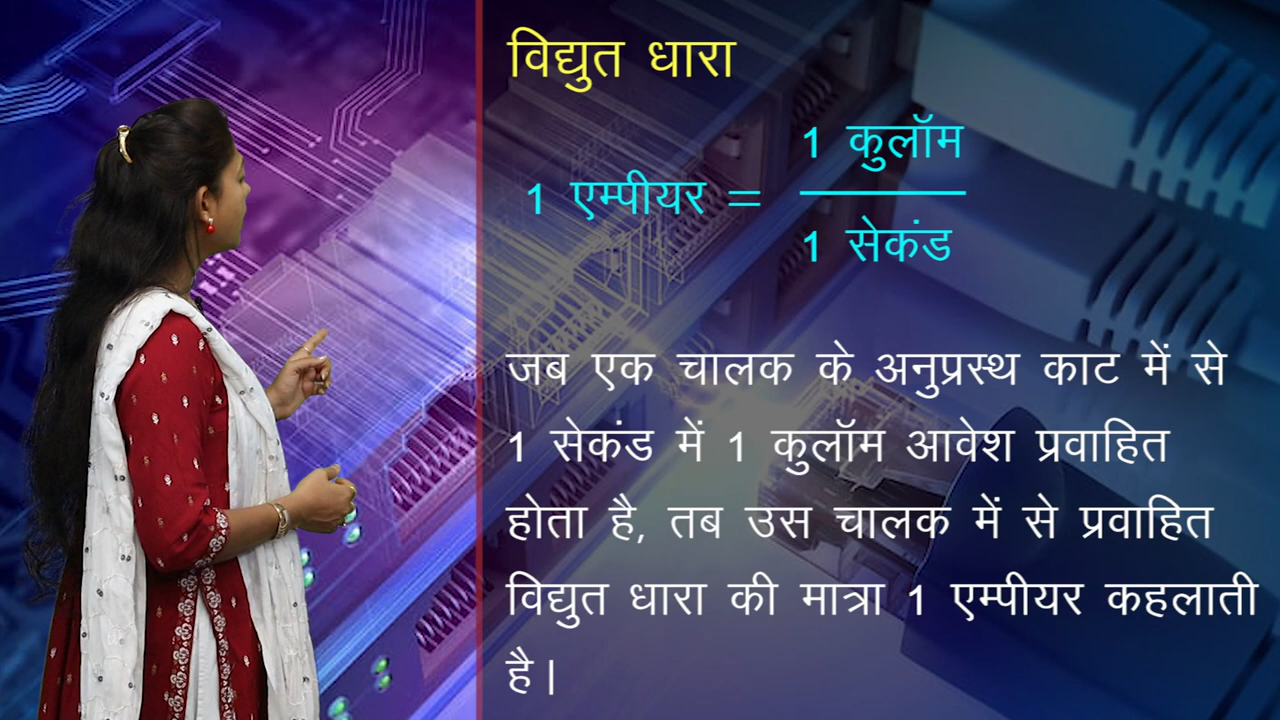 विद्युत धारा
1 कुलॉम
1 एम्पीयर = ―――
1 सेकंड
जब एक चालक के अनुप्रस्थ काट में से
1 सेकंड में 1 कुलॉम आवेश प्रवाहित
होता है, तब उस चालक में से प्रवाहित
विद्युत धारा की मात्रा 1 एम्पीयर कहलाती
है।